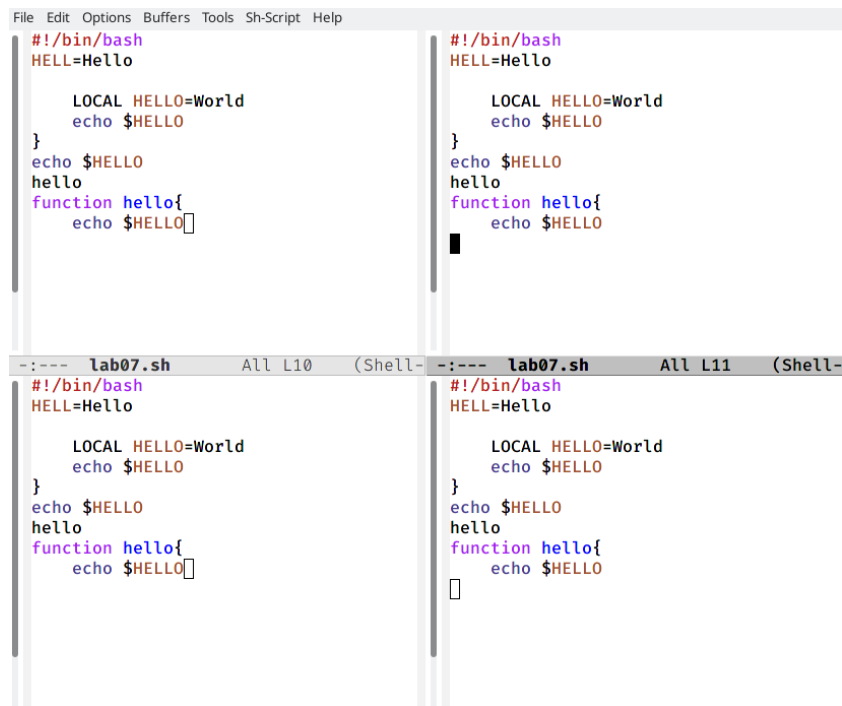 File Edit Options Buffers Tools Sh-Script Help
#!/bin/bash
HELL=Hello
    LOCAL HELLO=World
    echo $HELLO
}
echo $HELLO
hello
function hello{
    echo $HELLO
-:--- lab07.sh All L10 (Shell-
#!/bin/bash
HELL=Hello
    LOCAL HELLO=World
    echo $HELLO
}
echo $HELLO
hello
function hello{
    echo $HELLO
-:--- lab07.sh All L11 (Shell-
#!/bin/bash
HELL=Hello
    LOCAL HELLO=World
    echo $HELLO
}
echo $HELLO
hello
function hello{
    echo $HELLO
#!/bin/bash
HELL=Hello
    LOCAL HELLO=World
    echo $HELLO
}
echo $HELLO
hello
function hello{
    echo $HELLO